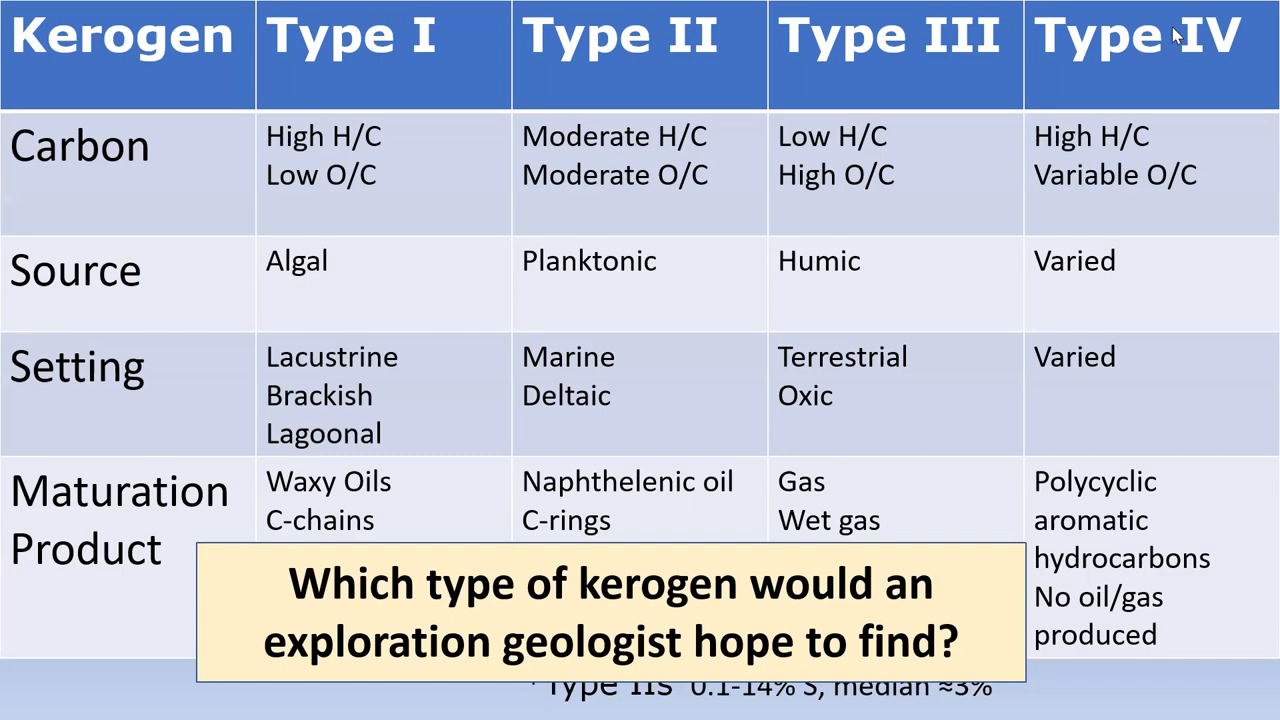 Kerogen Type I Type II Type III Type IV
Carbon
High H/C
Low O/C
Moderate H/C
Moderate O/C
Low H/C
High O/C
High H/C
Variable O/C
Source
Algal
Planktonic
Humic
Varied
Setting
Lacustrine
Brackish
Lagoonal
Marine
Deltaic
Terrestrial
Oxic
Varied
Maturation
Product
Waxy Oils
C-chains
Naphthelenic oil
C-rings
Gas
Wet gas
Polycyclic
aromatic
hydrocarbons
No oil/gas
produced
Which type of kerogen would an
exploration geologist hope to find?
Type IIs 0.1-14% S, median ≈3%